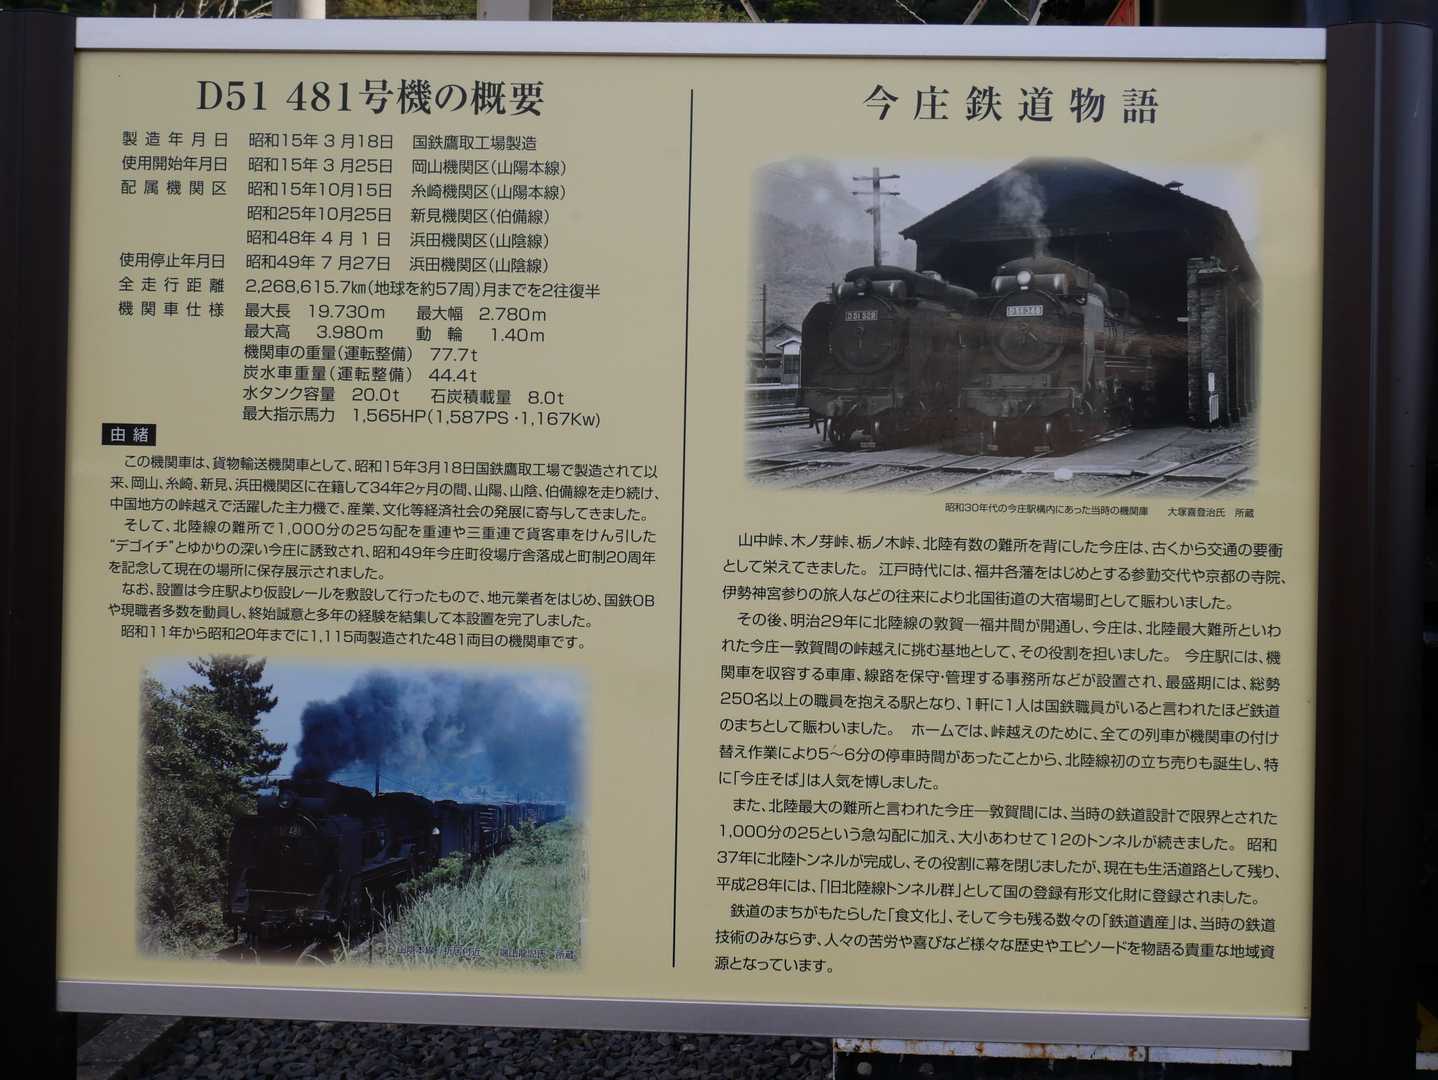 D51 481号機の概要
製造年月日 昭和15年 3 月18日 国鉄鷹取工場製造
使用開始年月日 昭和15年 3 月25日 岡山機関区(山陽本線)
配属機関区 昭和15年10月15日 糸崎機関区(山陽本線)
昭和25年10月25日 新見機関区(伯備線)
昭和48年 4 月 1 日 浜田機関区(山陰線)
使用停止年月日 昭和49年 7 月27日 浜田機関区(山陰線)
全走行距離 2,268,615.7㎞(地球を約57周)月までを2往復半
機関車仕様 最大長 19.730m 最大幅 2.780m
最大高 3.980m 動輪 1.40m
機関車の重量(運転整備) 77.7t
炭水車重量(運転整備) 44.4t
水タンク容量 20.0t 石炭積載量 8.0t
最大指示馬力 1,565HP(1,587PS・1,167Kw)
由緒
この機関車は、貨物輸送機関車として、昭和15年3月18日国鉄鷹取工場で製造されて以
来、岡山、糸崎、新見、浜田機関区に在籍して34年2ヶ月の間、山陽、山陰、伯備線を走り続け、
中国地方の峠越えで活躍した主力機で、産業、文化等経済社会の発展に寄与してきました。
そして、北陸線の難所で1,000分の25勾配を重連や三重連で貨客車をけん引した
“デゴイチ”とゆかりの深い今庄に誘致され、昭和49年今庄町役場庁舎落成と町制20周年
を記念して現在の場所に保存展示されました。
なお、設置は今庄駅より仮設レールを敷設して行ったもので、地元業者をはじめ、国鉄OB
や現職者多数を動員し、終始誠意と多年の経験を結集して本設置を完了しました。
昭和11年から昭和20年までに1,115両製造された481両目の機関車です。
山陰本線 折居付近 所蔵
今庄鉄道物語
D51 528
昭和30年代の今庄駅構内にあった当時の機関庫 大塚喜登治氏 所蔵
山中峠、木ノ芽峠、栃ノ木峠、北陸有数の難所を背にした今庄は、古くから交通の要衝
として栄えてきました。 江戸時代には、福井各藩をはじめとする参勤交代や京都の寺院、
伊勢神宮参りの旅人などの往来により北国街道の大宿場町として賑わいました。
その後、明治29年に北陸線の敦賀―福井間が開通し、今庄は、北陸最大難所といわ
れた今庄ー敦賀間の峠越えに挑む基地として、その役割を担いました。 今庄駅には、機
関車を収容する車庫、線路を保守・管理する事務所などが設置され、最盛期には、総勢
250名以上の職員を抱える駅となり、1軒に1人は国鉄職員がいると言われたほど鉄道
のまちとして賑わいました。 ホームでは、峠越えのために、全ての列車が機関車の付け
替え作業により5〜6分の停車時間があったことから、北陸線初の立ち売りも誕生し、特
に「今庄そば」は人気を博しました。
また、北陸最大の難所と言われた今庄―敦賀間には、当時の鉄道設計で限界とされた
1,000分の25という急勾配に加え、大小あわせて12のトンネルが続きました。 昭和
37年に北陸トンネルが完成し、その役割に幕を閉じましたが、現在も生活道路として残り、
平成28年には、「旧北陸線トンネル群」として国の登録有形文化財に登録されました。
鉄道のまちがもたらした「食文化」、そして今も残る数々の「鉄道遺産」は、当時の鉄道
技術のみならず、人々の苦労や喜びなど様々な歴史やエピソードを物語る貴重な地域資
源となっています。